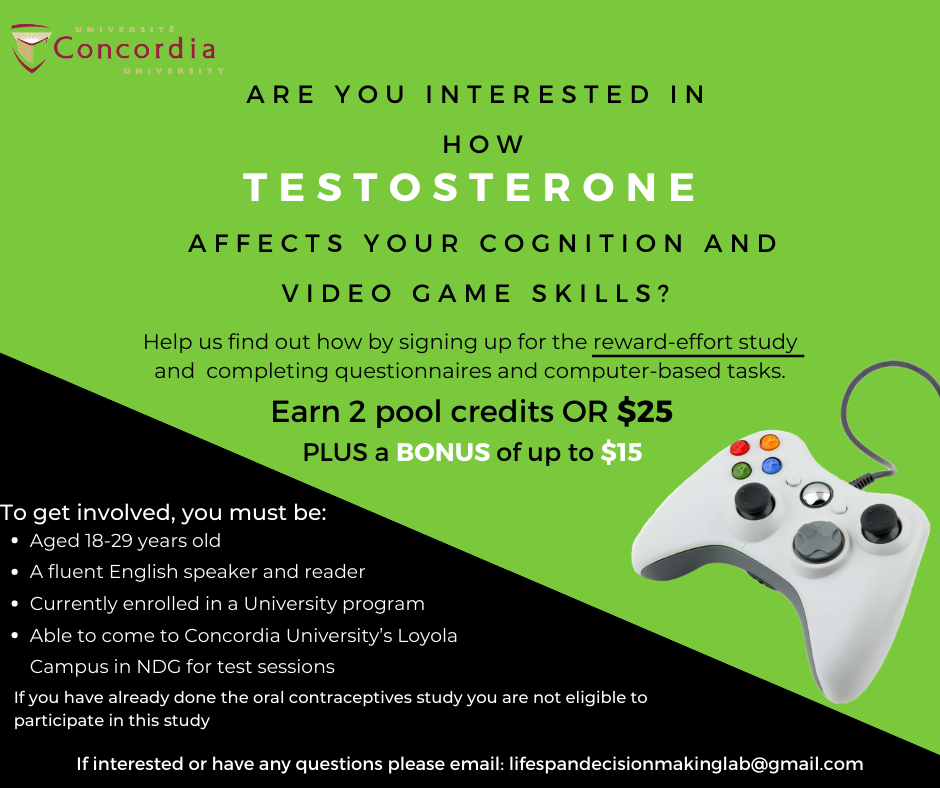 UNIVERSITÉ
Concordia
UNIVERSITY
ARE YOU INTERESTED IN
HOW
TESTOSTERONE
AFFECTS YOUR COGNITION AND
VIDEO GAME SKILLS?
Help us find out how by signing up for the reward-effort study
and completing questionnaires and computer-based tasks.
Earn 2 pool credits OR $25
PLUS a BONUS of up to $15
To get involved, you must be:
• Aged 18-29 years old
• A fluent English speaker and reader
• Currently enrolled in a University program
• Able to come to Concordia University’s Loyola
Campus in NDG for test sessions
If you have already done the oral contraceptives study you are not eligible to
participate in this study
If interested or have any questions please email: lifespandecisionmakinglab@gmail.com